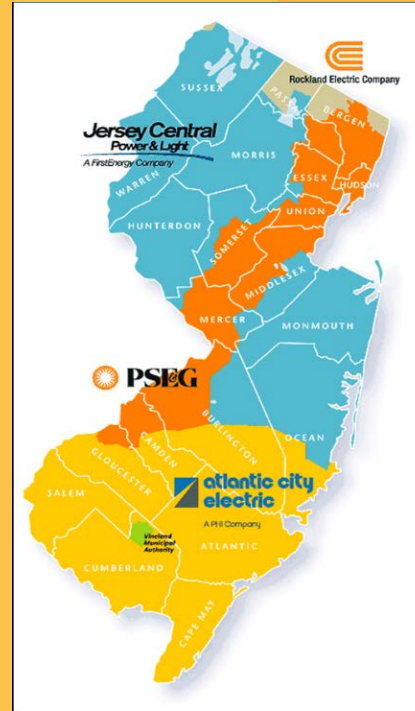 Rockland Electric Company
SUSSEX
PASSAIC
BERGEN
Jersey Central
Power & Light
A FirstEnergy Company
MORRIS
ESSEX
HUDSON
WARREN
UNION
HUNTERDON
SOMERSET
MIDDLESEX
MERCER
MONMOUTH
PSE&G
BURLINGTON
OCEAN
CAMDEN
GLOUCESTER
atlantic city
electric
A PHI Company
SALEM
Vineland
Municipal
Authority
ATLANTIC
CUMBERLAND
CAPE MAY